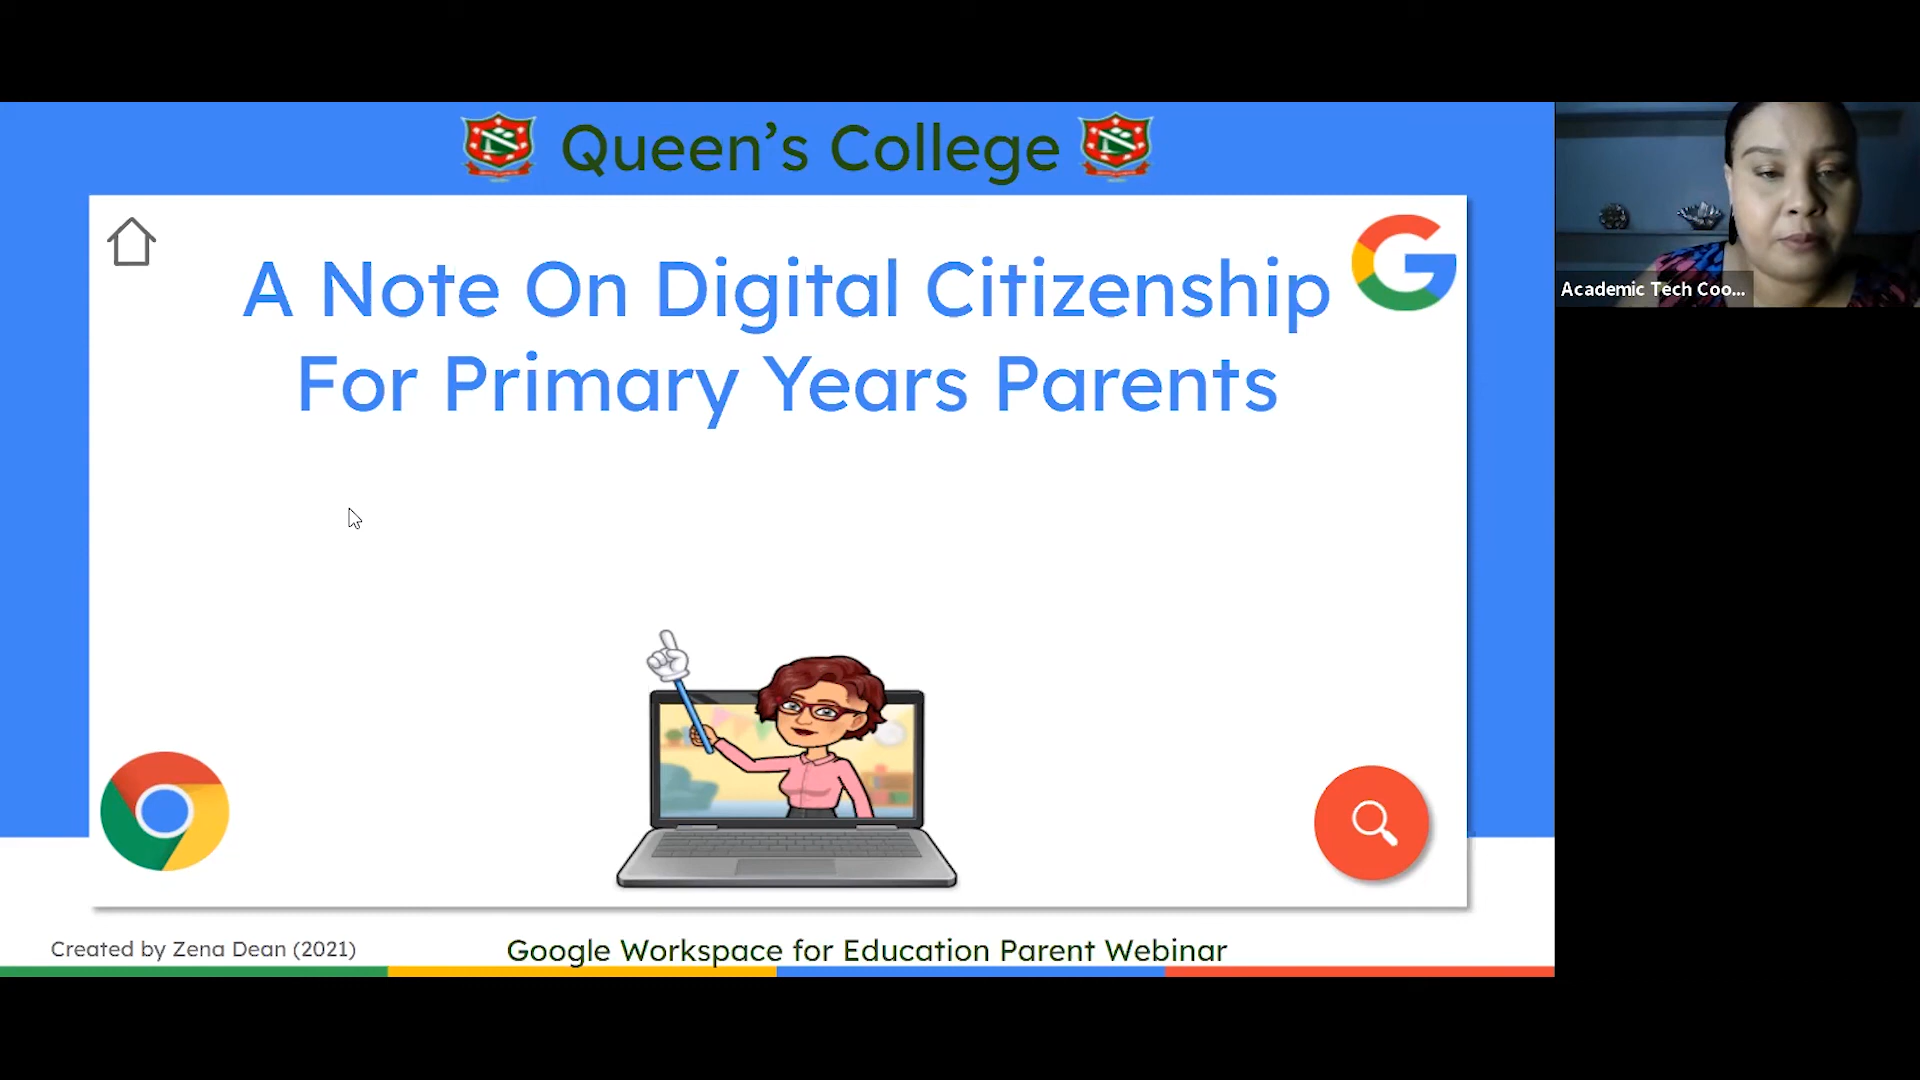 Queen’s College
A Note On Digital Citizenship
For Primary Years Parents
Academic Tech Coo...
Created by Zena Dean (2021)
Google Workspace for Education Parent Webinar